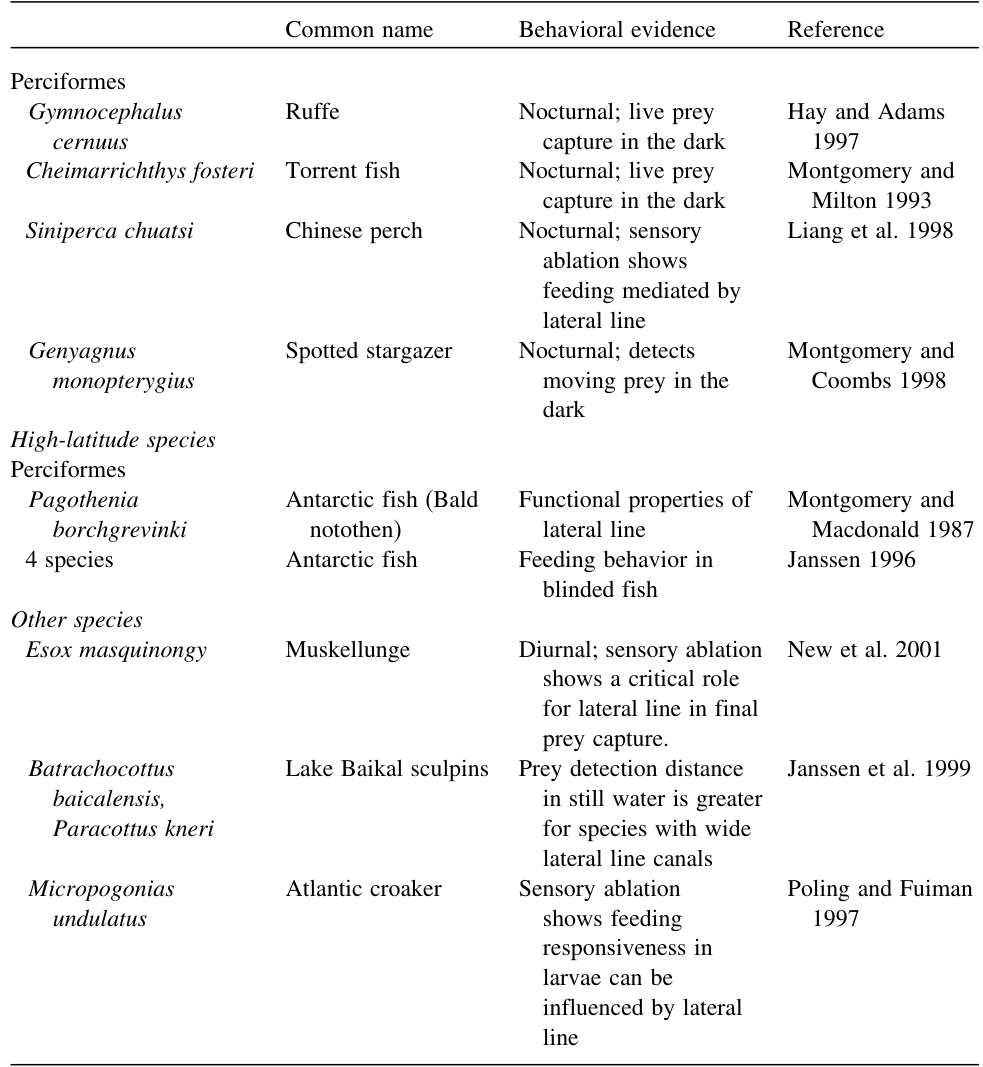 Common name Behavioral evidence Reference
Perciformes
Gymnocephalus Ruffe Nocturnal; live prey Hay and Adams
cernuus capture in the dark 1997
Cheimarrichthys fosteri Torrent fish Nocturnal; live prey Montgomery and
capture in the dark Milton 1993
Siniperca chuatsi Chinese perch Nocturnal; sensory Liang et al. 1998
ablation shows
feeding mediated by
lateral line
Genyagnus Spotted stargazer Nocturnal; detects Montgomery and
monopterygius moving prey in the Coombs 1998
dark
High-latitude species
Perciformes
Pagothenia Antarctic fish (Bald Functional properties of Montgomery and
borchgrevinki notothen) lateral line Macdonald 1987
4 species Antarctic fish Feeding behavior in Janssen 1996
blinded fish
Other species
Esox masquinongy Muskellunge Diurnal; sensory ablation New et al. 2001
shows a critical role
for lateral line in final
prey capture.
Batrachocottus Lake Baikal sculpins Prey detection distance Janssen et al. 1999
baicalensis, in still water is greater
Paracottus kneri for species with wide
lateral line canals
Micropogonias Atlantic croaker Sensory ablation Poling and Fuiman
undulatus shows feeding 1997
responsiveness in
larvae can be
influenced by lateral
line